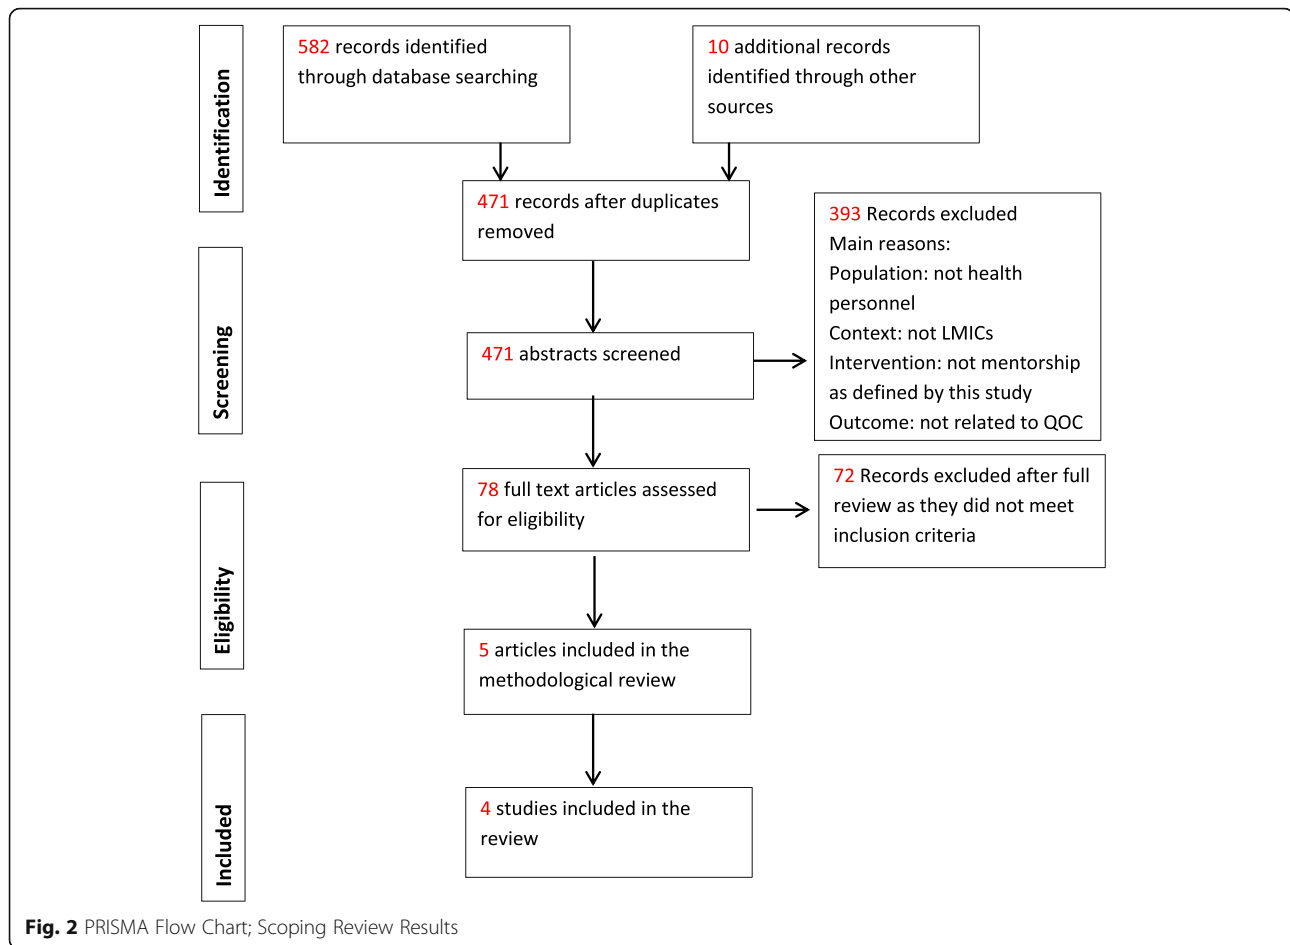 Identification
582 records identified
through database searching
10 additional records
identified through other
sources
471 records after duplicates
removed
Screening
471 abstracts screened
393 Records excluded
Main reasons:
Population: not health
personnel
Context: not LMICs
Intervention: not mentorship
as defined by this study
Outcome: not related to QOC
Eligibility
78 full text articles assessed
for eligibility
72 Records excluded after full
review as they did not meet
inclusion criteria
5 articles included in the
methodological review
Included
4 studies included in the
review
Fig. 2 PRISMA Flow Chart; Scoping Review Results